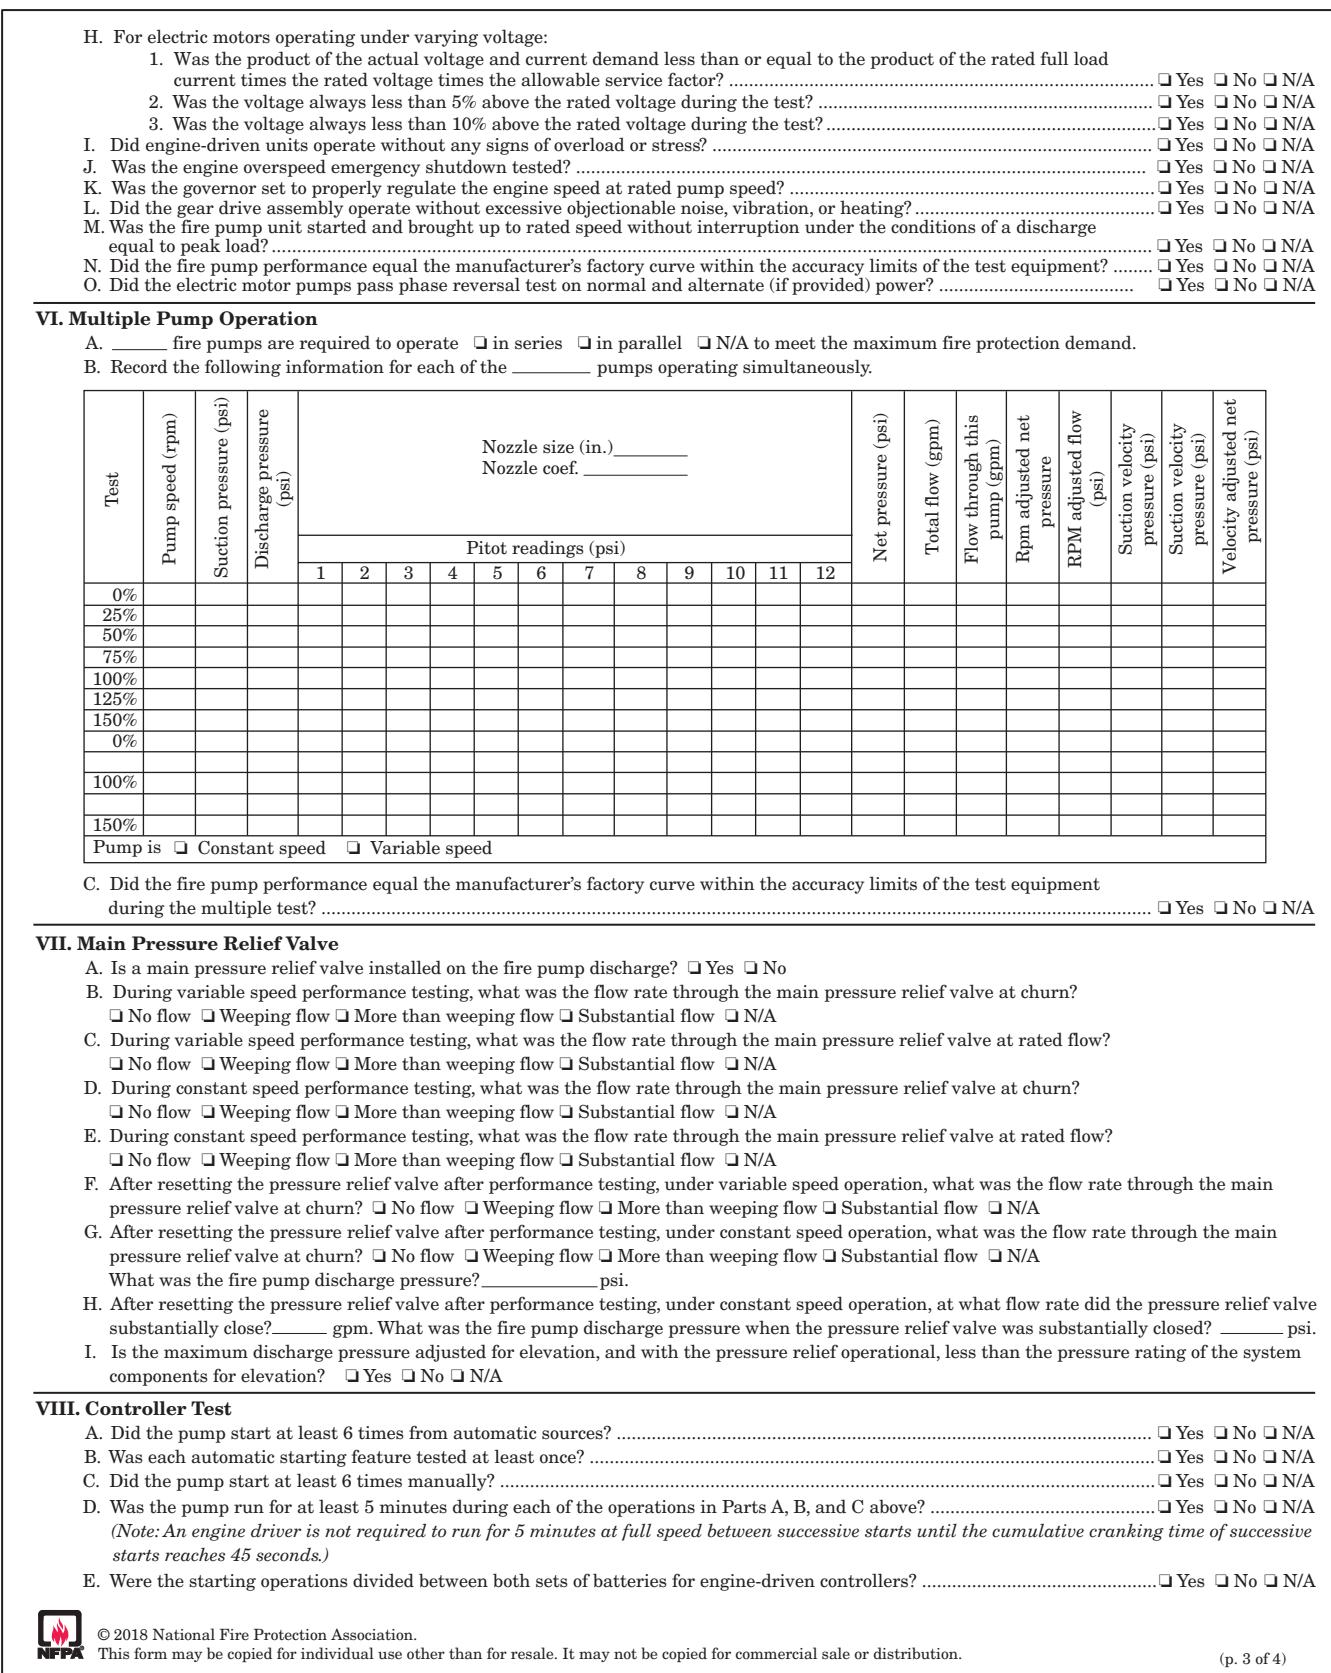 H. For electric motors operating under varying voltage:
1. Was the product of the actual voltage and current demand less than or equal to the product of the rated full load
current times the rated voltage times the allowable service factor? ........ ❏ Yes ❏ No ❏ N/A
2. Was the voltage always less than 5% above the rated voltage during the test? ........ ❏ Yes ❏ No ❏ N/A
3. Was the voltage always less than 10% above the rated voltage during the test? ........ ❏ Yes ❏ No ❏ N/A
I. Did engine-driven units operate without any signs of overload or stress? ........ ❏ Yes ❏ No ❏ N/A
J. Was the engine overspeed emergency shutdown tested? ........ ❏ Yes ❏ No ❏ N/A
K. Was the governor set to properly regulate the engine speed at rated pump speed? ........ ❏ Yes ❏ No ❏ N/A
L. Did the gear drive assembly operate without excessive objectionable noise, vibration, or heating? ........ ❏ Yes ❏ No ❏ N/A
M. Was the fire pump unit started and brought up to rated speed without interruption under the conditions of a discharge
equal to peak load? ........ ❏ Yes ❏ No ❏ N/A
N. Did the fire pump performance equal the manufacturer's factory curve within the accuracy limits of the test equipment? ........ ❏ Yes ❏ No ❏ N/A
O. Did the electric motor pumps pass phase reversal test on normal and alternate (if provided) power? ........ ❏ Yes ❏ No ❏ N/A
VI. Multiple Pump Operation
A. ______ fire pumps are required to operate ❏ in series ❏ in parallel ❏ N/A to meet the maximum fire protection demand.
B. Record the following information for each of the ________ pumps operating simultaneously.
Test
Pump speed (rpm)
Suction pressure (psi)
Discharge pressure
(psi)
Nozzle size (in.)________
Nozzle coef. ___________
Pitot readings (psi)
1 2 3 4 5 6 7 8 9 10 11 12
Net pressure (psi)
Total flow (gpm)
Flow through this
pump (gpm)
Rpm adjusted net
pressure
RPM adjusted flow
(psi)
Suction velocity
pressure (psi)
Suction velocity
pressure (psi)
Velocity adjusted net
pressure (psi)
0%
25%
50%
75%
100%
125%
150%
0%
100%
150%
Pump is ❏ Constant speed ❏ Variable speed
C. Did the fire pump performance equal the manufacturer's factory curve within the accuracy limits of the test equipment
during the multiple test? ........ ❏ Yes ❏ No ❏ N/A
VII. Main Pressure Relief Valve
A. Is a main pressure relief valve installed on the fire pump discharge? ❏ Yes ❏ No
B. During variable speed performance testing, what was the flow rate through the main pressure relief valve at churn?
❏ No flow ❏ Weeping flow ❏ More than weeping flow ❏ Substantial flow ❏ N/A
C. During variable speed performance testing, what was the flow rate through the main pressure relief valve at rated flow?
❏ No flow ❏ Weeping flow ❏ More than weeping flow ❏ Substantial flow ❏ N/A
D. During constant speed performance testing, what was the flow rate through the main pressure relief valve at churn?
❏ No flow ❏ Weeping flow ❏ More than weeping flow ❏ Substantial flow ❏ N/A
E. During constant speed performance testing, what was the flow rate through the main pressure relief valve at rated flow?
❏ No flow ❏ Weeping flow ❏ More than weeping flow ❏ Substantial flow ❏ N/A
F. After resetting the pressure relief valve after performance testing, under variable speed operation, what was the flow rate through the main
pressure relief valve at churn? ❏ No flow ❏ Weeping flow ❏ More than weeping flow ❏ Substantial flow ❏ N/A
G. After resetting the pressure relief valve after performance testing, under constant speed operation, what was the flow rate through the main
pressure relief valve at churn? ❏ No flow ❏ Weeping flow ❏ More than weeping flow ❏ Substantial flow ❏ N/A
What was the fire pump discharge pressure?____________ psi.
H. After resetting the pressure relief valve after performance testing, under constant speed operation, at what flow rate did the pressure relief valve
substantially close?______ gpm. What was the fire pump discharge pressure when the pressure relief valve was substantially closed? _______ psi.
I. Is the maximum discharge pressure adjusted for elevation, and with the pressure relief operational, less than the pressure rating of the system
components for elevation? ❏ Yes ❏ No ❏ N/A
VIII. Controller Test
A. Did the pump start at least 6 times from automatic sources? ........ ❏ Yes ❏ No ❏ N/A
B. Was each automatic starting feature tested at least once? ........ ❏ Yes ❏ No ❏ N/A
C. Did the pump start at least 6 times manually? ........ ❏ Yes ❏ No ❏ N/A
D. Was the pump run for at least 5 minutes during each of the operations in Parts A, B, and C above? ........ ❏ Yes ❏ No ❏ N/A
(Note: An engine driver is not required to run for 5 minutes at full speed between successive starts until the cumulative cranking time of successive
starts reaches 45 seconds.)
E. Were the starting operations divided between both sets of batteries for engine-driven controllers? ........ ❏ Yes ❏ No ❏ N/A
NFPA
© 2018 National Fire Protection Association.
This form may be copied for individual use other than for resale. It may not be copied for commercial sale or distribution.
(p. 3 of 4)